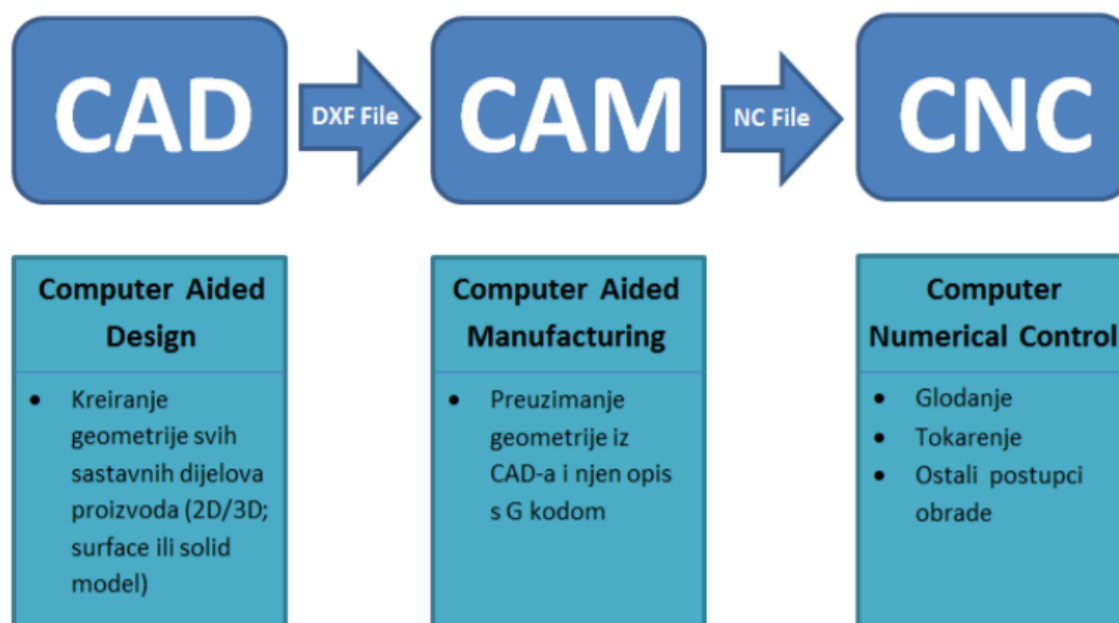 CAD
DXF File
CAM
NC File
CNC
Computer Aided
Design
• Kreiranje
geometrije svih
sastavnih dijelova
proizvoda (2D/3D;
surface ili solid
model)
Computer Aided
Manufacturing
• Preuzimanje
geometrije iz
CAD-a i njen opis
s G kodom
Computer
Numerical Control
• Glodanje
• Tokarenje
• Ostali postupci
obrade